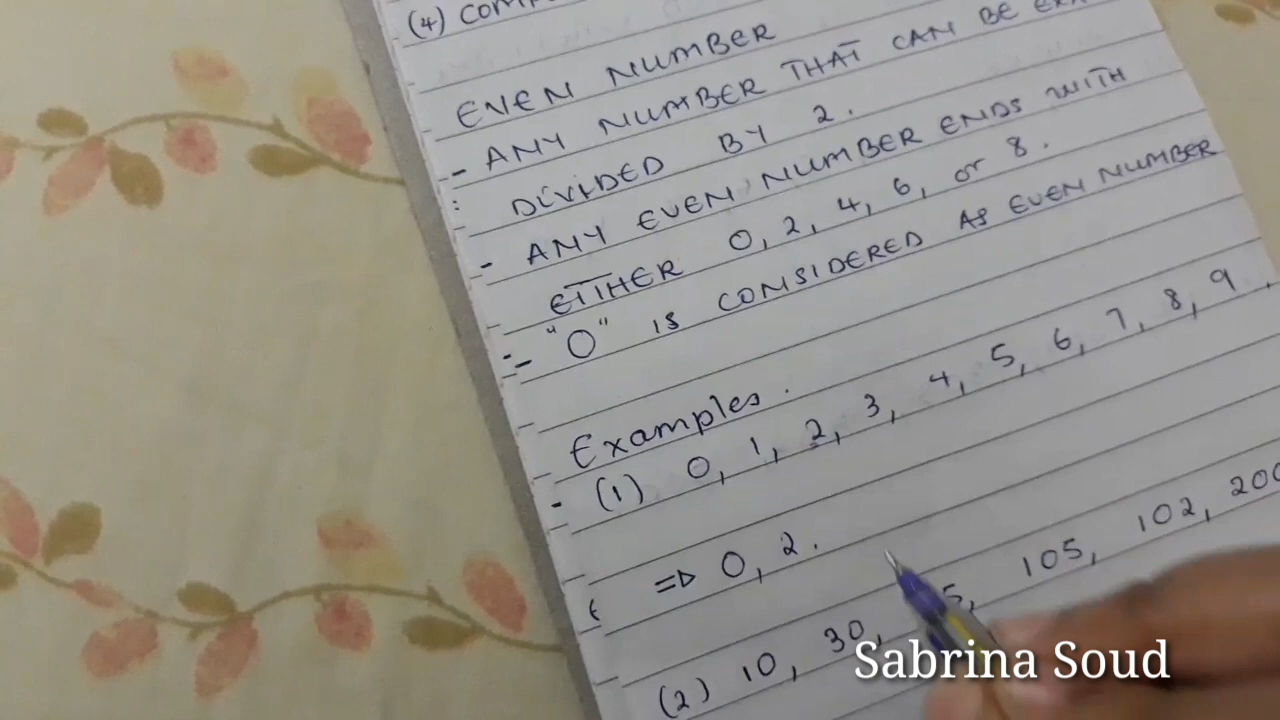 (4)
EVEN NUMBER
- ANY NUMBER THAT CAN BE
DIVIDED BY 2.
- ANY EVEN NUMBER ENDS WITH
EITHER 0, 2, 4, 6, or 8.
- "0" IS CONSIDERED AS EVEN NUMBER
Examples.
- (1) 0, 1, 2, 3, 4, 5, 6, 7, 8, 9
=> 0, 2.
(2) 10, 30, 5, 105, 102, 200
Sabrina Soud